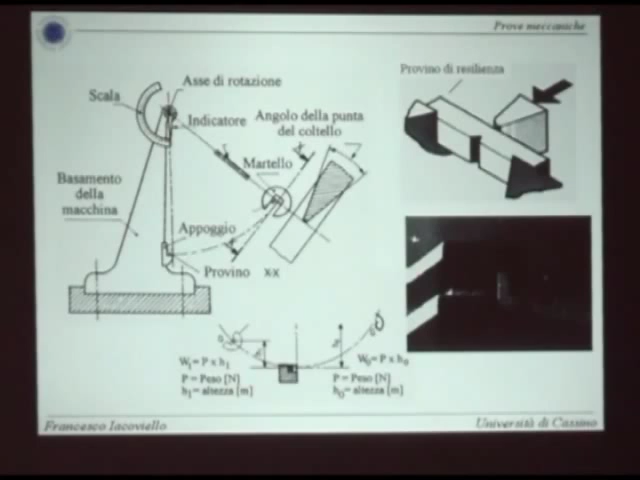 Prove meccaniche
Asse di rotazione
Scala
Indicatore
Angolo della punta
del coltello
Martello
Basamento
della
macchina
Appoggio
Provino
X-X
Provino di resilienza
W₁= P x h₁
P = Peso [N]
h₁= altezza [m]
W₀= P x h₀
P = Peso [N]
h₀= altezza [m]
Francesco Iacoviello
Università di Cassino